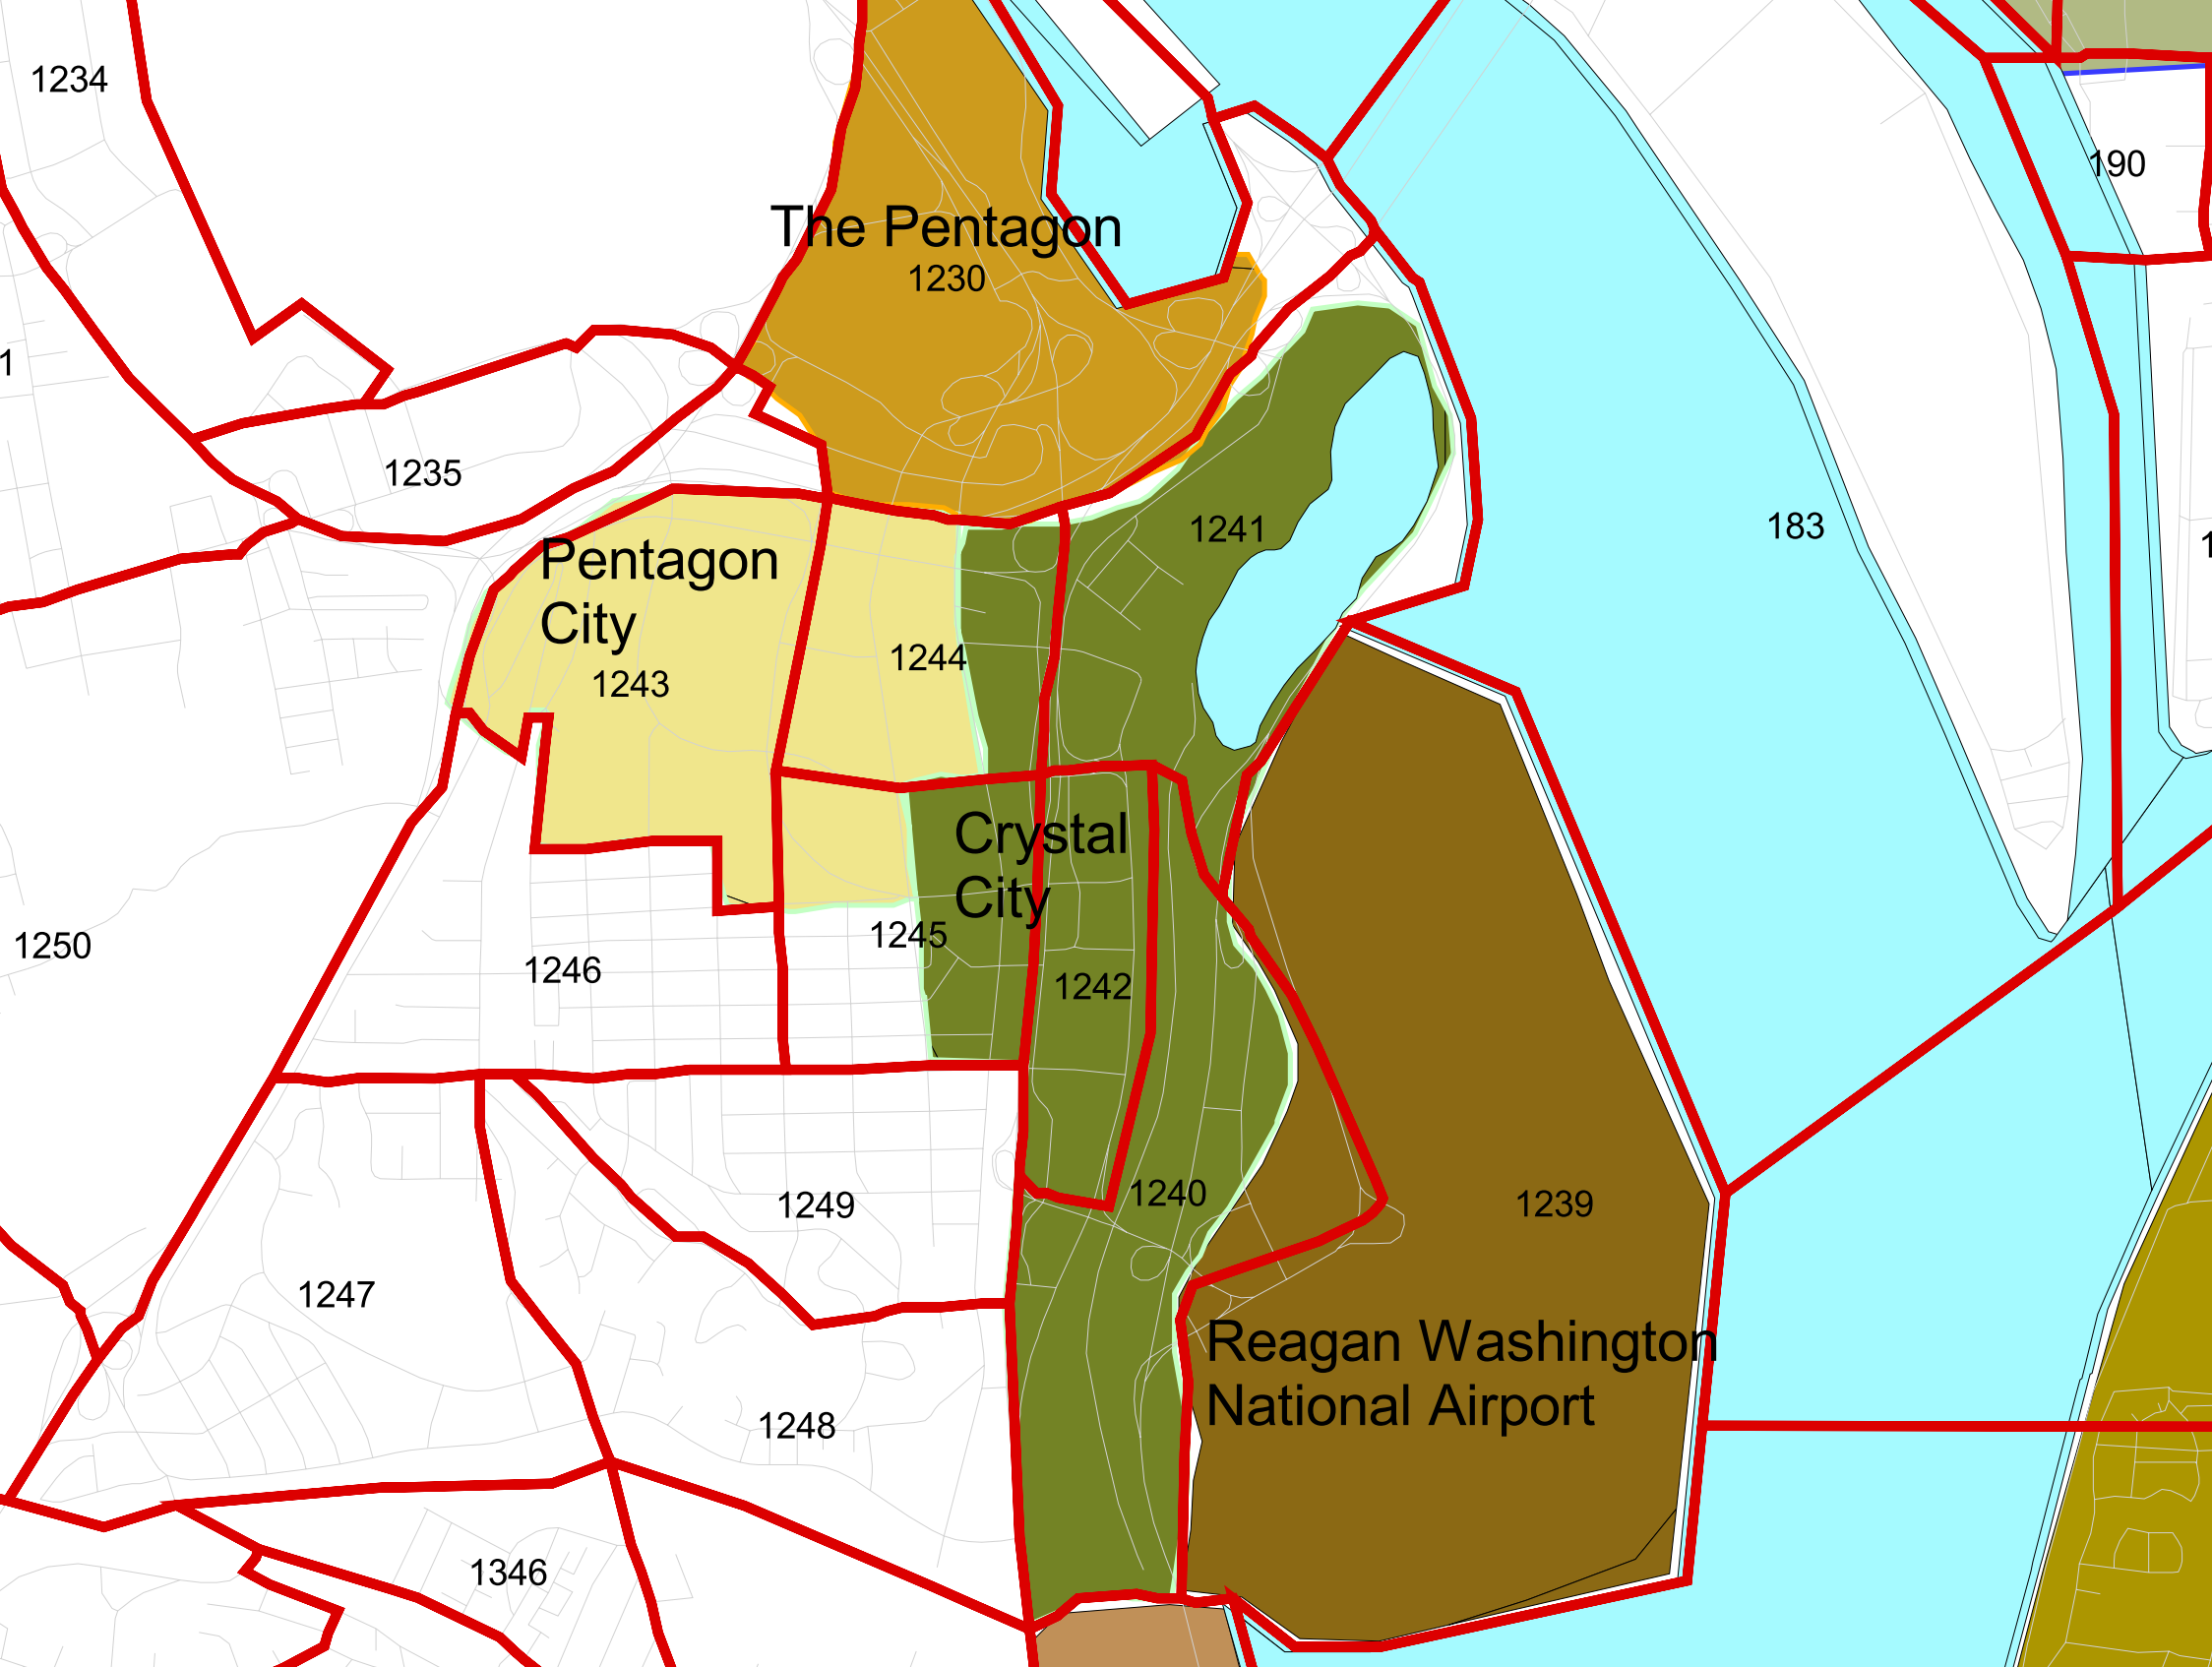 1234
190
The Pentagon
1230
1
1235
1241
183
1
Pentagon
City
1243
1244
Crystal
City
1245
1250
1246
1242
1240
1239
1249
1247
Reagan Washington
National Airport
1248
1346